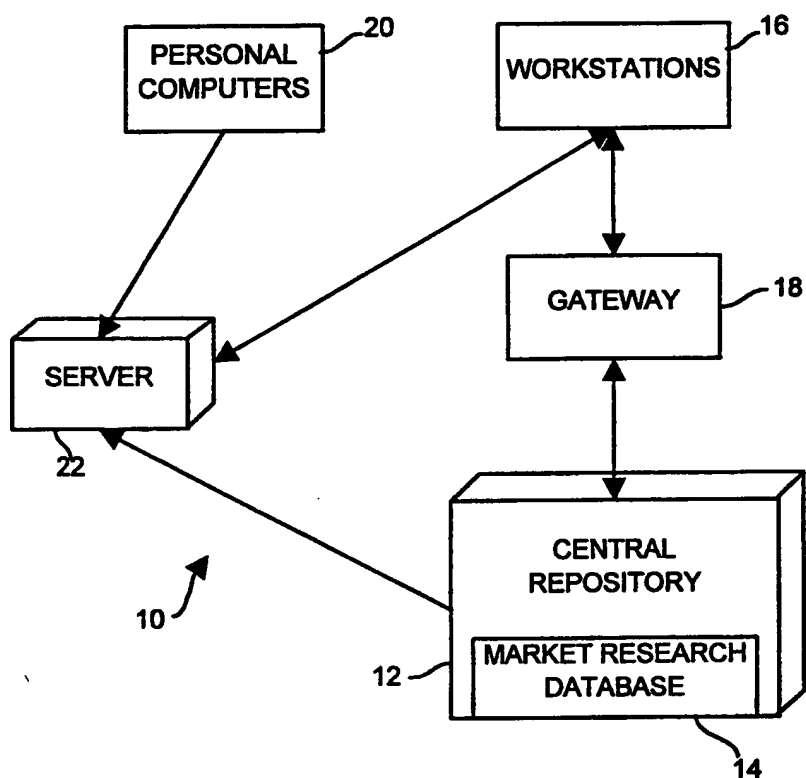 PERSONAL
COMPUTERS
20
WORKSTATIONS
16
GATEWAY
18
SERVER
22
10
CENTRAL
REPOSITORY
12
MARKET RESEARCH
DATABASE
14